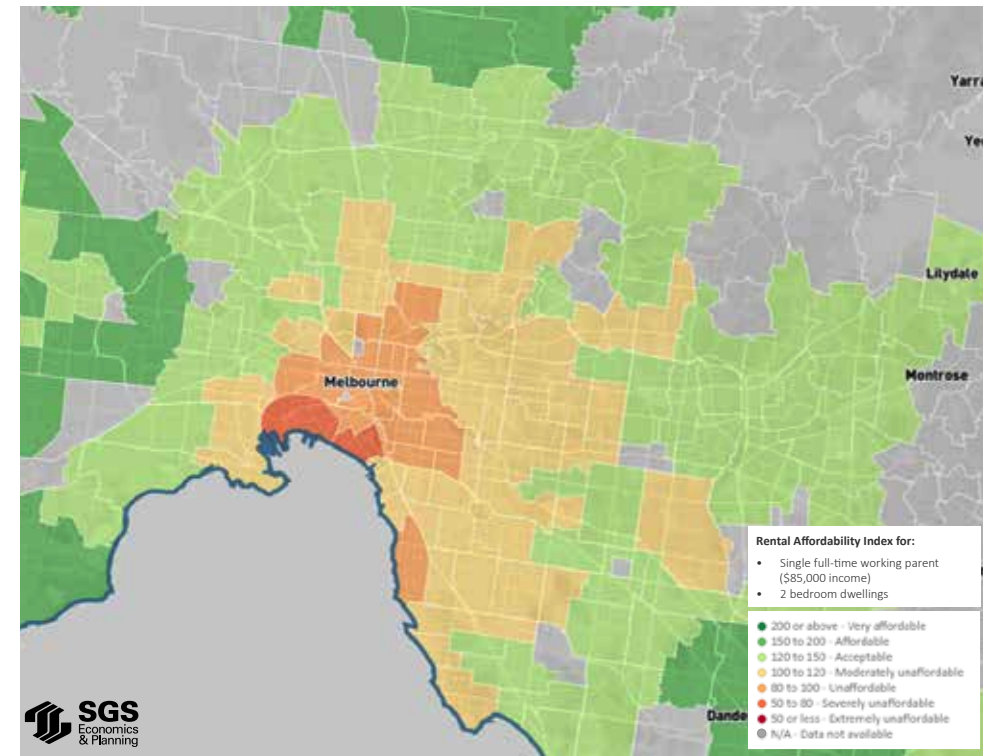 Yarra
Ye
Lilydale
Melbourne
Montrose
Rental Affordability Index for:
• Single full-time working parent
($85,000 income)
• 2 bedroom dwellings
200 or above - Very affordable
150 to 200 - Affordable
120 to 150 - Acceptable
100 to 120 - Moderately unaffordable
80 to 100 - Unaffordable
50 to 80 - Severely unaffordable
50 or less - Extremely unaffordable
N/A - Data not available
Dande
SGS
Economics
& Planning